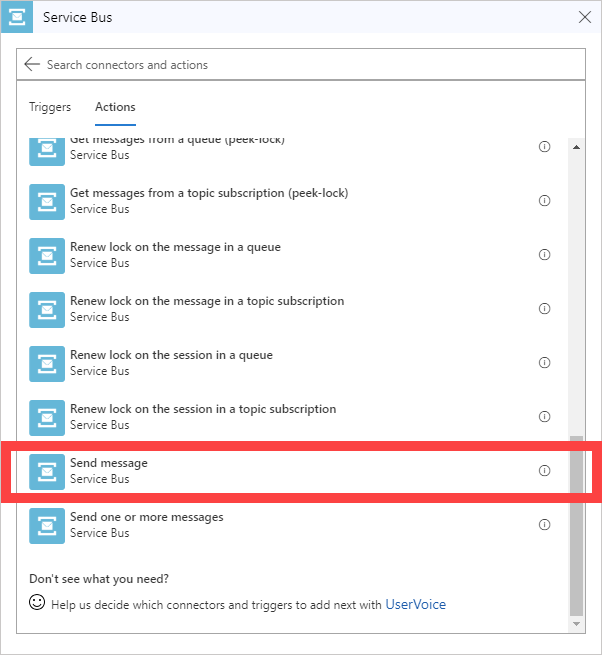 Service Bus
Search connectors and actions
Triggers Actions
Get messages from a queue (peek-lock)
Service Bus
Get messages from a topic subscription (peek-lock)
Service Bus
Renew lock on the message in a queue
Service Bus
Renew lock on the message in a topic subscription
Service Bus
Renew lock on the session in a queue
Service Bus
Renew lock on the session in a topic subscription
Service Bus
Send message
Service Bus
Send one or more messages
Service Bus
Don't see what you need?
Help us decide which connectors and triggers to add next with UserVoice